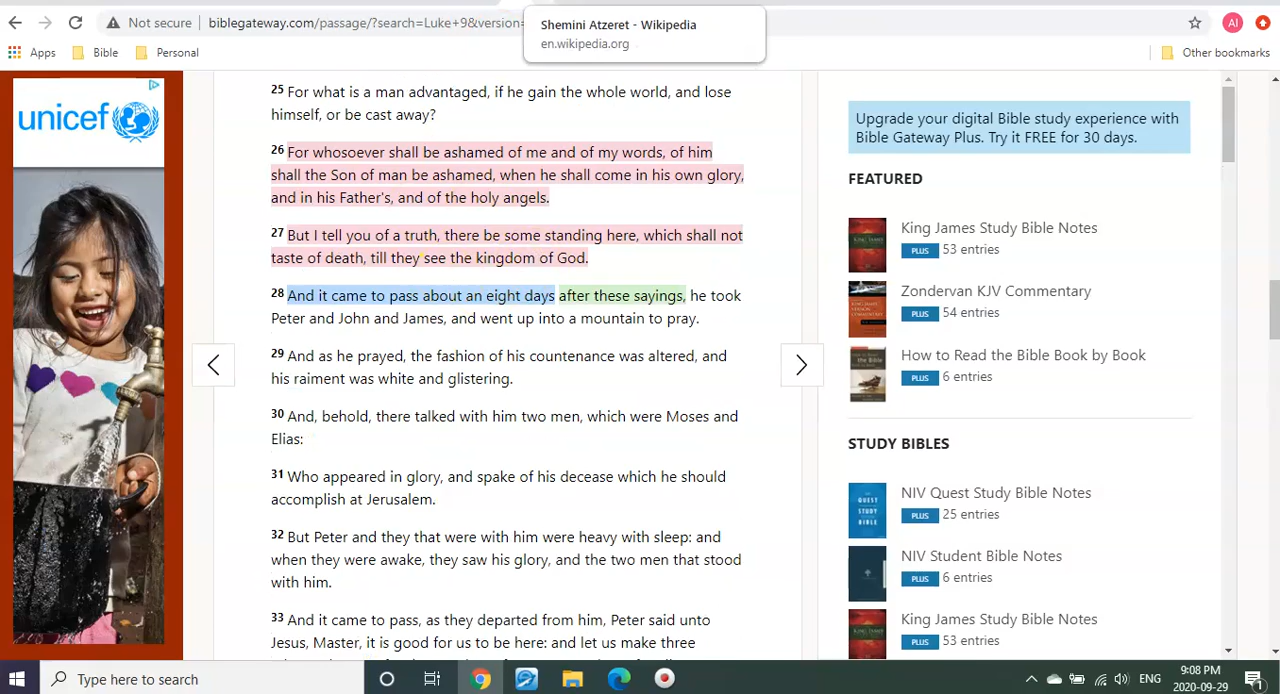 Not secure
biblegateway.com/passage/?search=Luke+9&version=
Shemini Atzeret - Wikipedia
en.wikipedia.org
AI
Apps
Bible
Personal
Other bookmarks
unicef
25 For what is a man advantaged, if he gain the whole world, and lose
himself, or be cast away?
26 For whosoever shall be ashamed of me and of my words, of him
shall the Son of man be ashamed, when he shall come in his own glory,
and in his Father's, and of the holy angels.
27 But I tell you of a truth, there be some standing here, which shall not
taste of death, till they see the kingdom of God.
28 And it came to pass about an eight days after these sayings, he took
Peter and John and James, and went up into a mountain to pray.
29 And as he prayed, the fashion of his countenance was altered, and
his raiment was white and glistering.
30 And, behold, there talked with him two men, which were Moses and
Elias:
31 Who appeared in glory, and spake of his decease which he should
accomplish at Jerusalem.
32 But Peter and they that were with him were heavy with sleep: and
when they were awake, they saw his glory, and the two men that stood
with him.
33 And it came to pass, as they departed from him, Peter said unto
Jesus, Master, it is good for us to be here: and let us make three
Upgrade your digital Bible study experience with
Bible Gateway Plus. Try it FREE for 30 days.
FEATURED
King James Study Bible Notes
PLUS 53 entries
Zondervan KJV Commentary
PLUS 54 entries
How to Read the Bible Book by Book
PLUS 6 entries
STUDY BIBLES
NIV Quest Study Bible Notes
PLUS 25 entries
NIV Student Bible Notes
PLUS 6 entries
King James Study Bible Notes
PLUS 53 entries
Type here to search
ENG
9:08 PM
2020-09-29
1